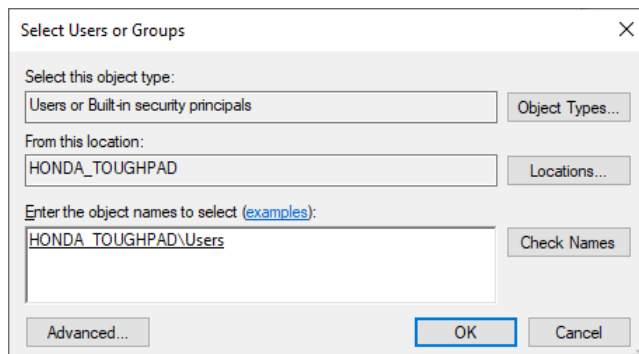 Select Users or Groups
Select this object type:
Users or Built-in security principals
Object Types...
From this location:
HONDA_TOUGHPAD
Locations...
Enter the object names to select (examples):
HONDA_TOUGHPAD\Users
Check Names
Advanced...
OK
Cancel